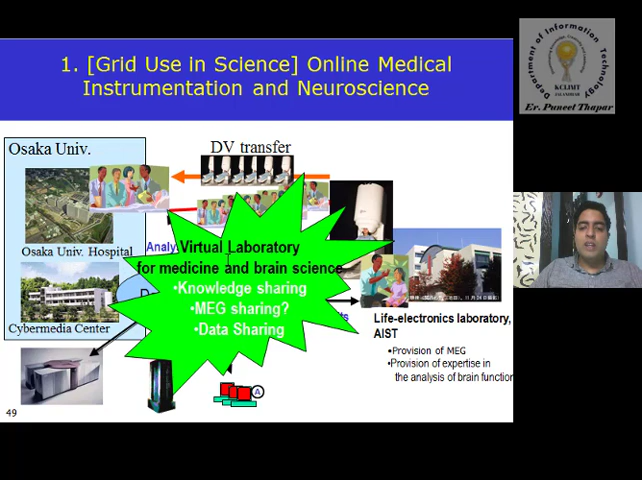 1. [Grid Use in Science] Online Medical
Instrumentation and Neuroscience
Department of Information Technology
KCLIMT
JALANDHAR
Er. Puneet Thapar
Osaka Univ.
DV transfer
Osaka Univ. Hospital
Analy
Virtual Laboratory
for medicine and brain science
•Knowledge sharing
•MEG sharing?
•Data Sharing
D
ts
Cybermedia Center
Life-electronics laboratory,
AIST
•Provision of MEG
•Provision of expertise in
the analysis of brain function
A
49